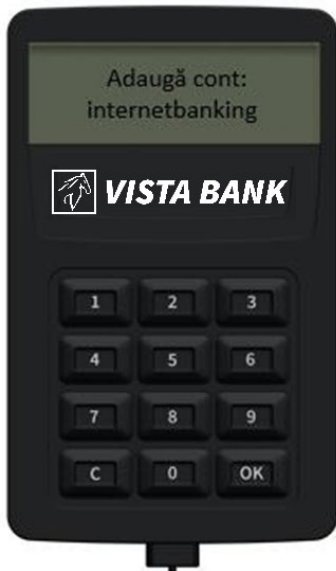 Adaugă cont:
internetbanking
VISTA BANK
1 2 3
4 5 6
7 8 9
C 0 OK